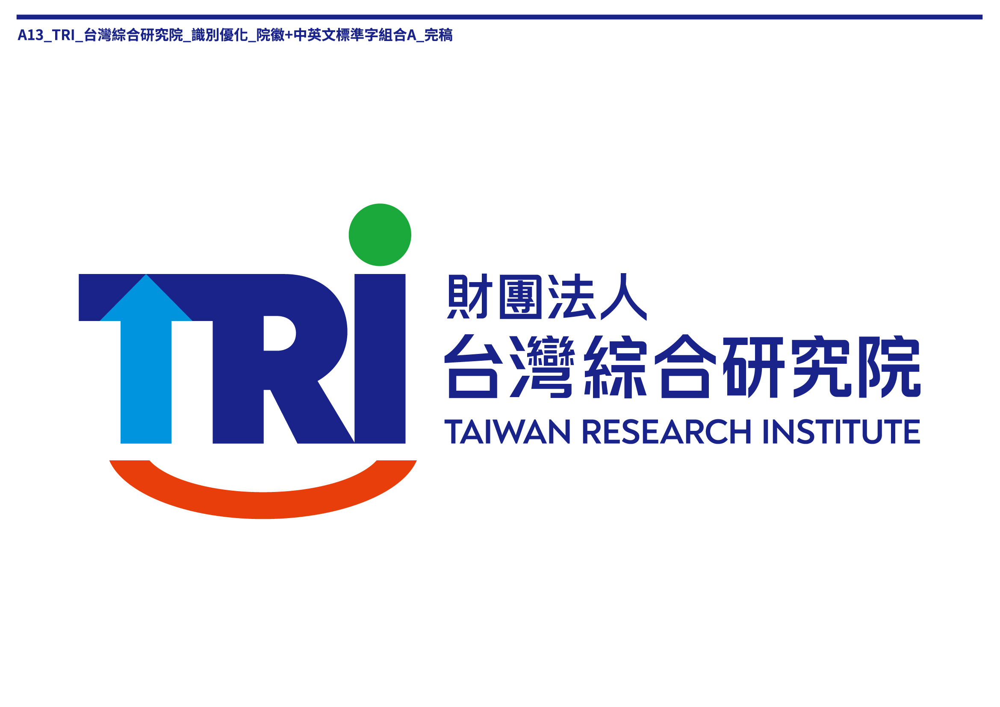 A13_TRI_台灣綜合研究院_識別優化_院徽+中英文標準字組合A_完稿
TRi
財團法人
台灣綜合研究院
TAIWAN RESEARCH INSTITUTE